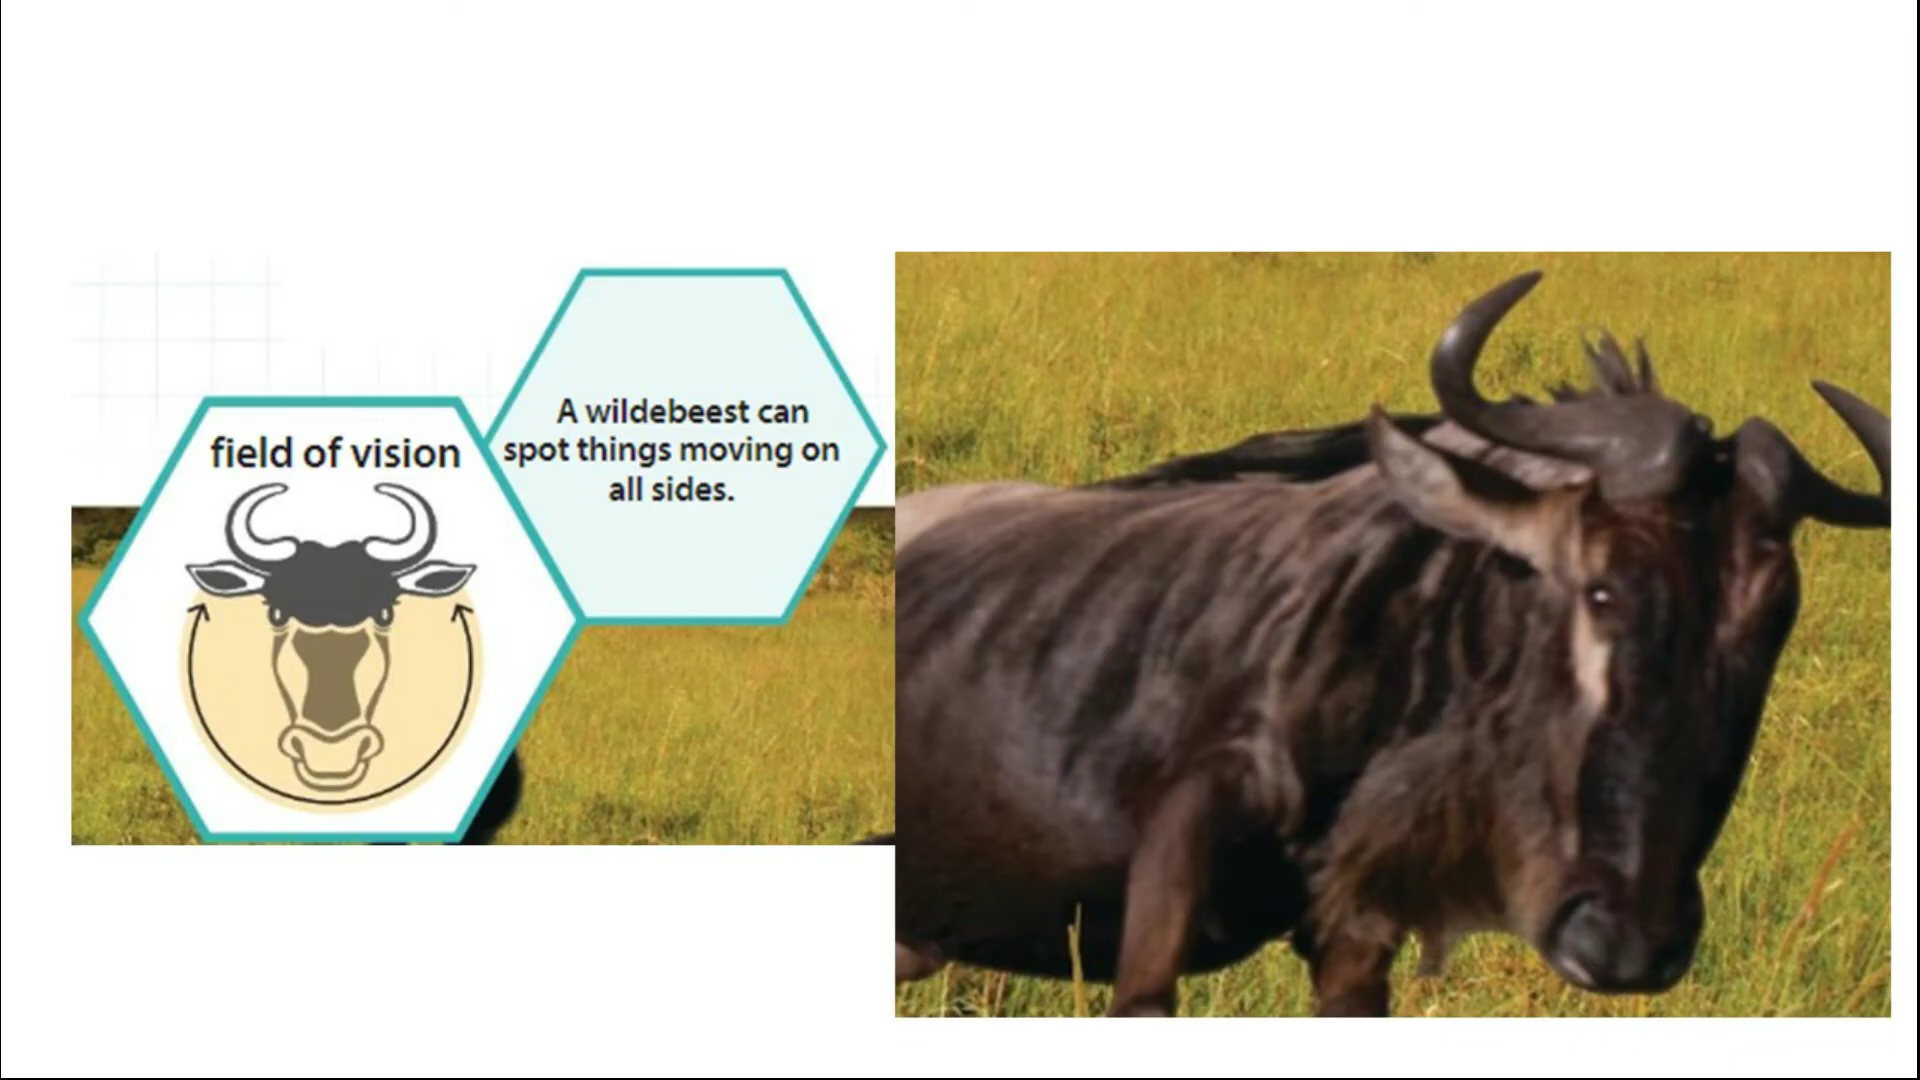 field of vision
A wildebeest can
spot things moving on
all sides.